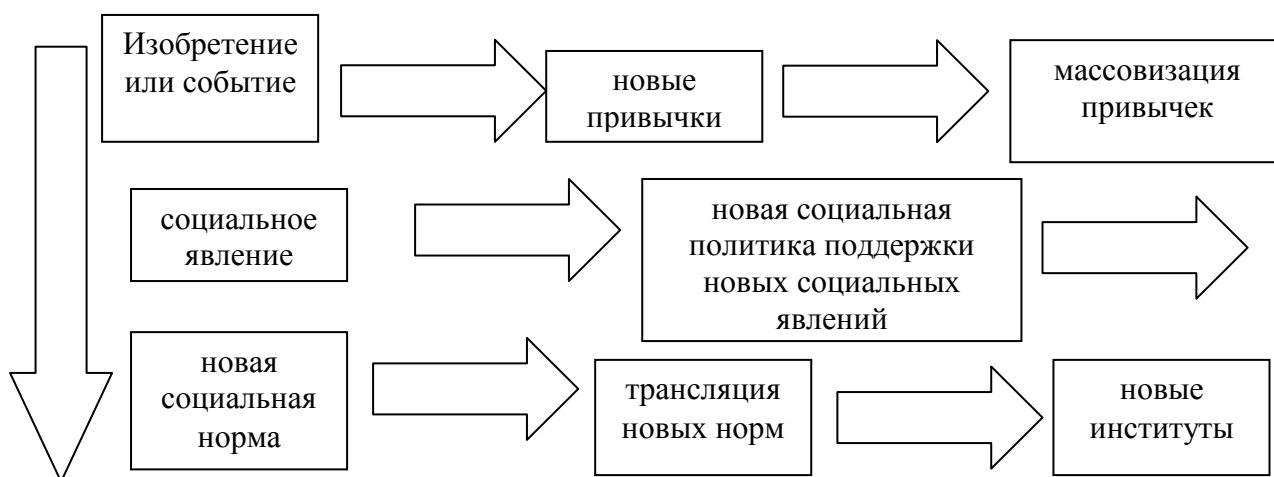 Изобретение
или событие
новые
привычки
массовизация
привычек
социальное
явление
новая социальная
политика поддержки
новых социальных
явлений
новая
социальная
норма
трансляция
новых норм
новые
институты